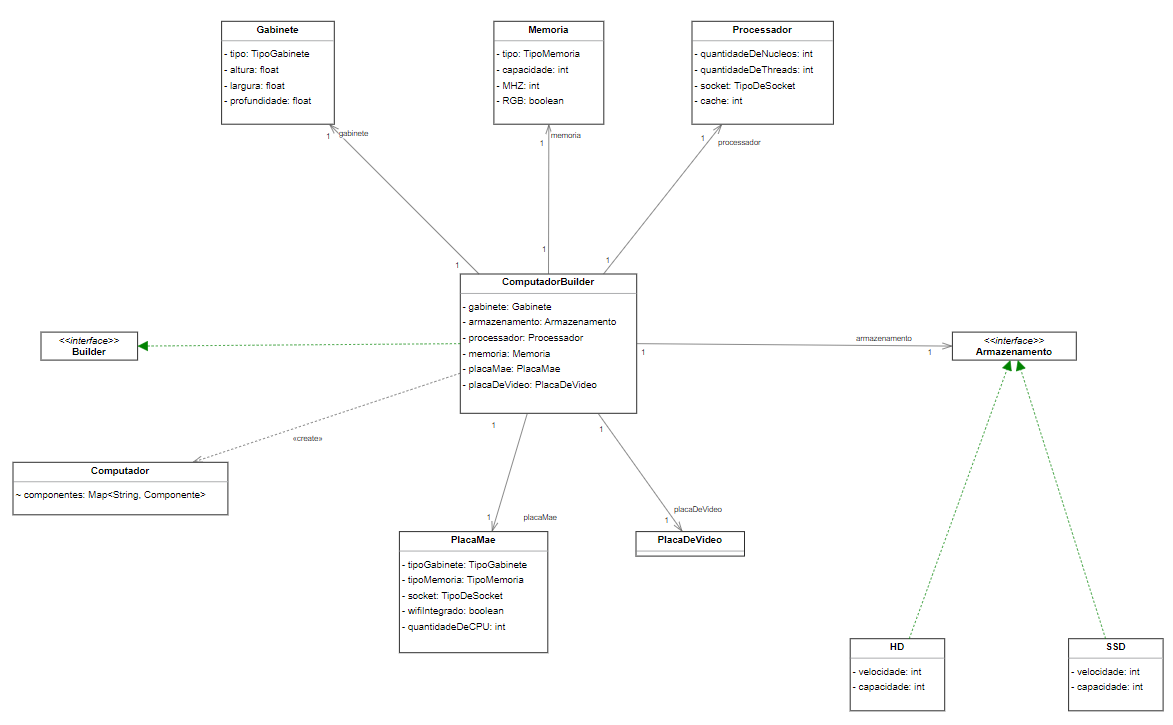 Gabinete
- tipo: TipoGabinete
- altura: float
- largura: float
- profundidade: float
Memoria
- tipo: TipoMemoria
- capacidade: int
- MHZ: int
- RGB: boolean
Processador
- quantidadeDeNucleos: int
- quantidadeDeThreads: int
- socket: TipoDeSocket
- cache: int
1
gabinete
1
memoria
1
processador
1
1
1
ComputadorBuilder
- gabinete: Gabinete
- armazenamento: Armazenamento
- processador: Processador
- memoria: Memoria
- placaMae: PlacaMae
- placaDeVideo: PlacaDeVideo
<<interface>>
Builder
1
armazenamento
1
<<interface>>
Armazenamento
«create»
1
1
Computador
~ componentes: Map<String, Componente>
1
placaMae
1
placaDeVideo
PlacaMae
- tipoGabinete: TipoGabinete
- tipoMemoria: TipoMemoria
- socket: TipoDeSocket
- wifiIntegrado: boolean
- quantidadeDeCPU: int
PlacaDeVideo
HD
- velocidade: int
- capacidade: int
SSD
- velocidade: int
- capacidade: int